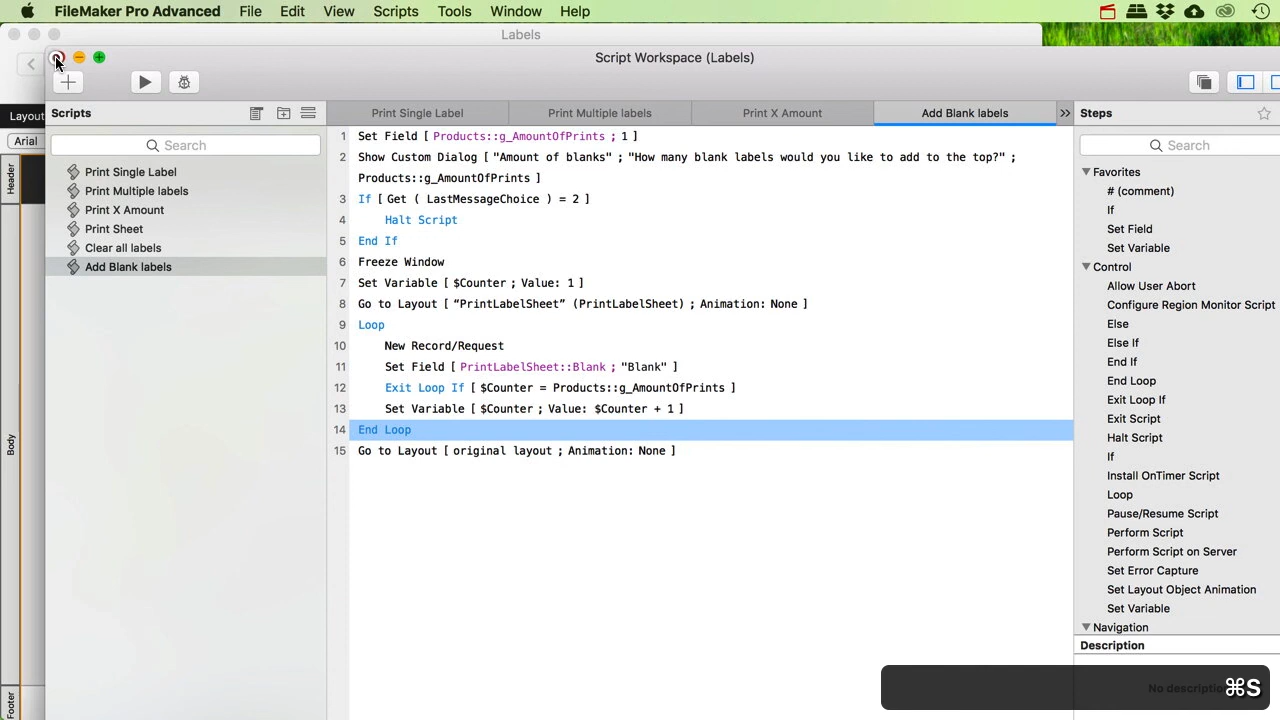 FileMaker Pro Advanced File Edit View Scripts Tools Window Help
Labels
Script Workspace (Labels)
Layout
Arial
Header
Body
Footer
Scripts
Search
Print Single Label
Print Multiple labels
Print X Amount
Print Sheet
Clear all labels
Add Blank labels
Print Single Label Print Multiple labels Print X Amount Add Blank labels »
1 Set Field [ Products::g_AmountOfPrints ; 1 ]
2 Show Custom Dialog [ "Amount of blanks" ; "How many blank labels would you like to add to the top?" ;
Products::g_AmountOfPrints ]
3 If [ Get ( LastMessageChoice ) = 2 ]
4 Halt Script
5 End If
6 Freeze Window
7 Set Variable [ $Counter ; Value: 1 ]
8 Go to Layout [ “PrintLabelSheet” (PrintLabelSheet) ; Animation: None ]
9 Loop
10 New Record/Request
11 Set Field [ PrintLabelSheet::Blank ; "Blank" ]
12 Exit Loop If [ $Counter = Products::g_AmountOfPrints ]
13 Set Variable [ $Counter ; Value: $Counter + 1 ]
14 End Loop
15 Go to Layout [ original layout ; Animation: None ]
Steps
Search
Favorites
# (comment)
If
Set Field
Set Variable
Control
Allow User Abort
Configure Region Monitor Script
Else
Else If
End If
End Loop
Exit Loop If
Exit Script
Halt Script
If
Install OnTimer Script
Loop
Pause/Resume Script
Perform Script
Perform Script on Server
Set Error Capture
Set Layout Object Animation
Set Variable
Navigation
Description
No descriptio
⌘S